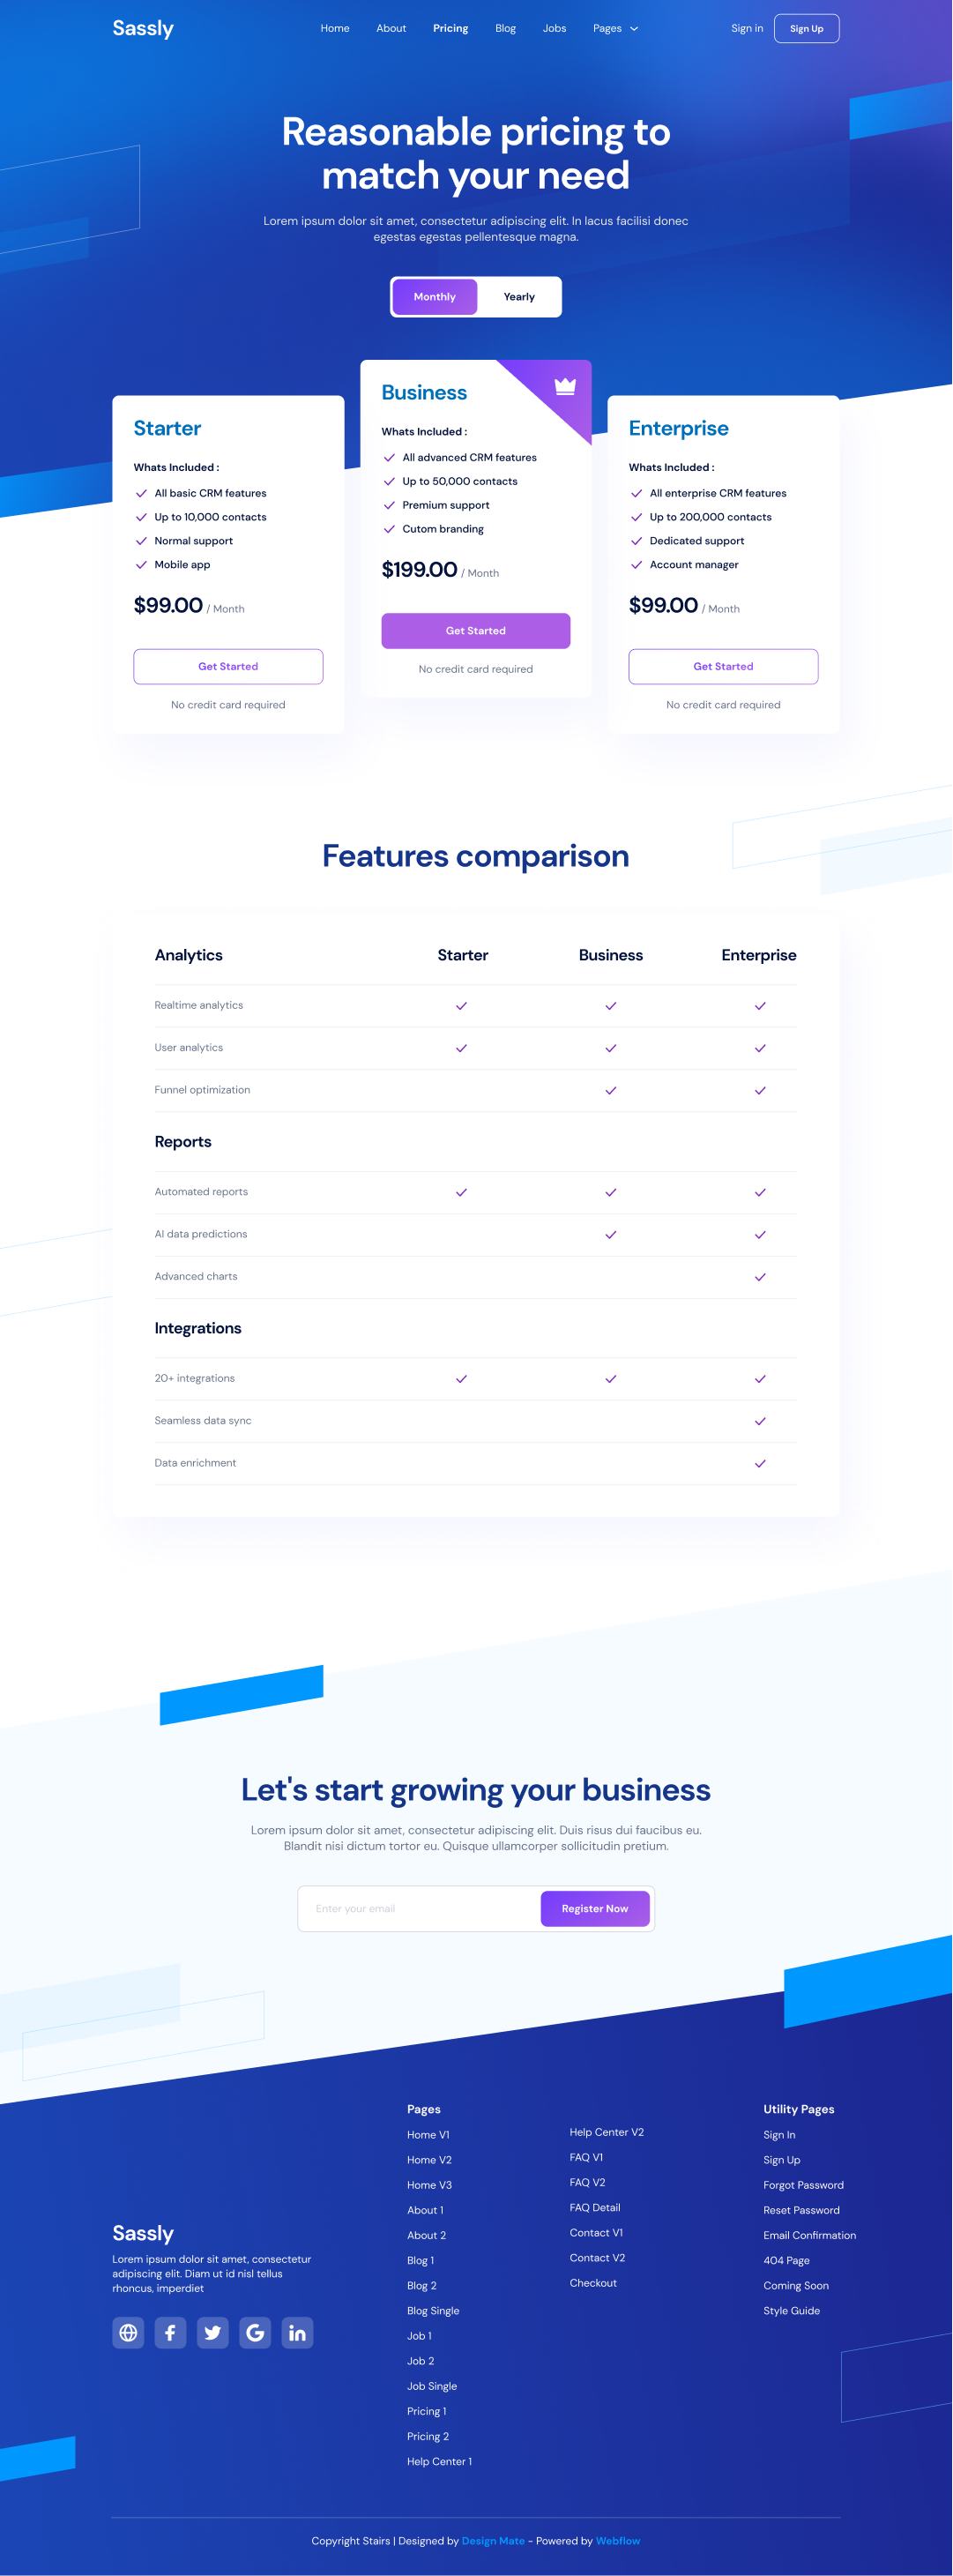 Sassly
Home About Pricing Blog Jobs Pages
Sign in Sign Up
Reasonable pricing to
match your need
Lorem ipsum dolor sit amet, consectetur adipiscing elit. In lacus facilisi donec
egestas egestas pellentesque magna.
Monthly Yearly
Starter
Whats Included :
All basic CRM features
Up to 10,000 contacts
Normal support
Mobile app
$99.00 / Month
Get Started
No credit card required
Business
Whats Included :
All advanced CRM features
Up to 50,000 contacts
Premium support
Cutom branding
$199.00 / Month
Get Started
No credit card required
Enterprise
Whats Included :
All enterprise CRM features
Up to 200,000 contacts
Dedicated support
Account manager
$99.00 / Month
Get Started
No credit card required
Features comparison
Analytics Starter Business Enterprise
Realtime analytics
User analytics
Funnel optimization
Reports
Automated reports
AI data predictions
Advanced charts
Integrations
20+ integrations
Seamless data sync
Data enrichment
Let's start growing your business
Lorem ipsum dolor sit amet, consectetur adipiscing elit. Duis risus dui faucibus eu.
Blandit nisi dictum tortor eu. Quisque ullamcorper sollicitudin pretium.
Enter your email
Register Now
Sassly
Lorem ipsum dolor sit amet, consectetur
adipiscing elit. Diam ut id nisl tellus
rhoncus, imperdiet
Pages
Home V1
Home V2
Home V3
About 1
About 2
Blog 1
Blog 2
Blog Single
Job 1
Job 2
Job Single
Pricing 1
Pricing 2
Help Center 1
Help Center V2
FAQ V1
FAQ V2
FAQ Detail
Contact V1
Contact V2
Checkout
Utility Pages
Sign In
Sign Up
Forgot Password
Reset Password
Email Confirmation
404 Page
Coming Soon
Style Guide
Copyright Stairs | Designed by Design Mate - Powered by Webflow